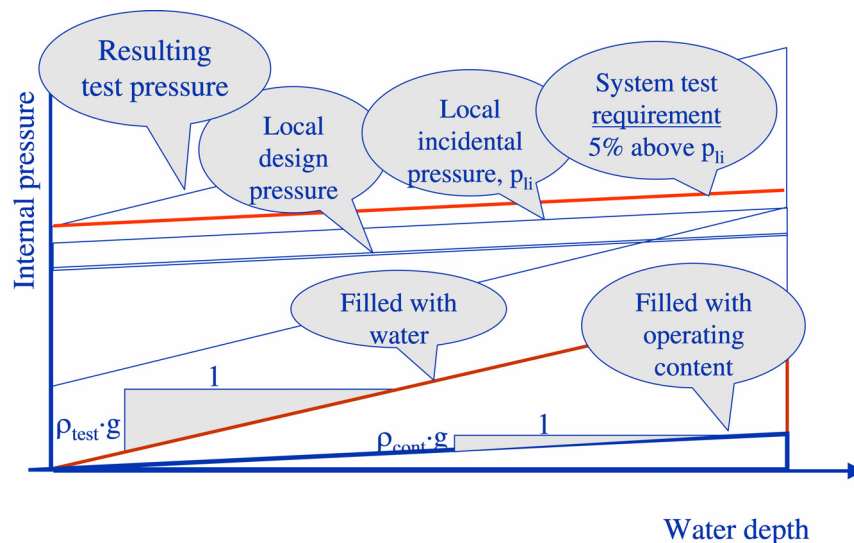 Resulting
test pressure
Local
design
pressure
Local
incidental
pressure, pli
System test
requirement
5% above pli
Internal pressure
Filled with
water
Filled with
operating
content
1
ρtest·g
1
ρcont·g
Water depth